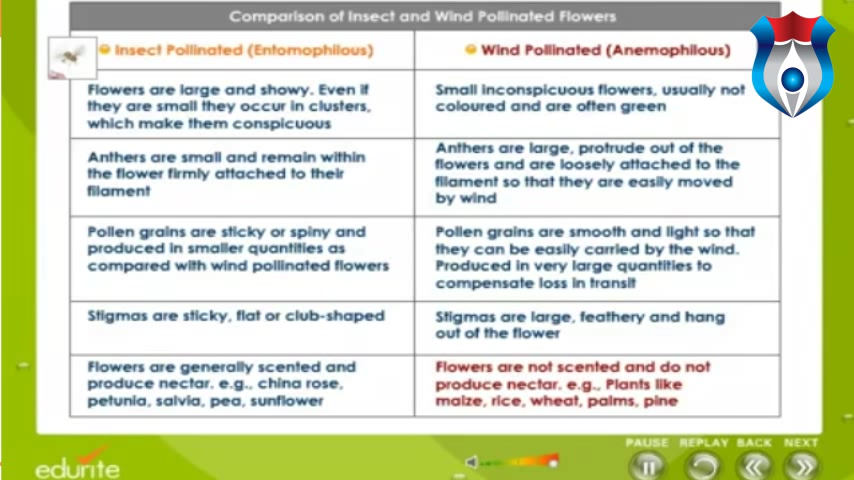 Comparison of Insect and Wind Pollinated Flowers
Insect Pollinated (Entomophilous)
Wind Pollinated (Anemophilous)
Flowers are large and showy. Even if
they are small they occur in clusters,
which make them conspicuous
Small inconspicuous flowers, usually not
coloured and are often green
Anthers are small and remain within
the flower firmly attached to their
filament
Anthers are large, protrude out of the
flowers and are loosely attached to the
filament so that they are easily moved
by wind
Pollen grains are sticky or spiny and
produced in smaller quantities as
compared with wind pollinated flowers
Pollen grains are smooth and light so that
they can be easily carried by the wind.
Produced in very large quantities to
compensate loss in transit
Stigmas are sticky, flat or club-shaped
Stigmas are large, feathery and hang
out of the flower
Flowers are generally scented and
produce nectar. e.g., china rose,
petunia, salvia, pea, sunflower
Flowers are not scented and do not
produce nectar. e.g., Plants like
maize, rice, wheat, palms, pine
PAUSE REPLAY BACK NEXT
edurite